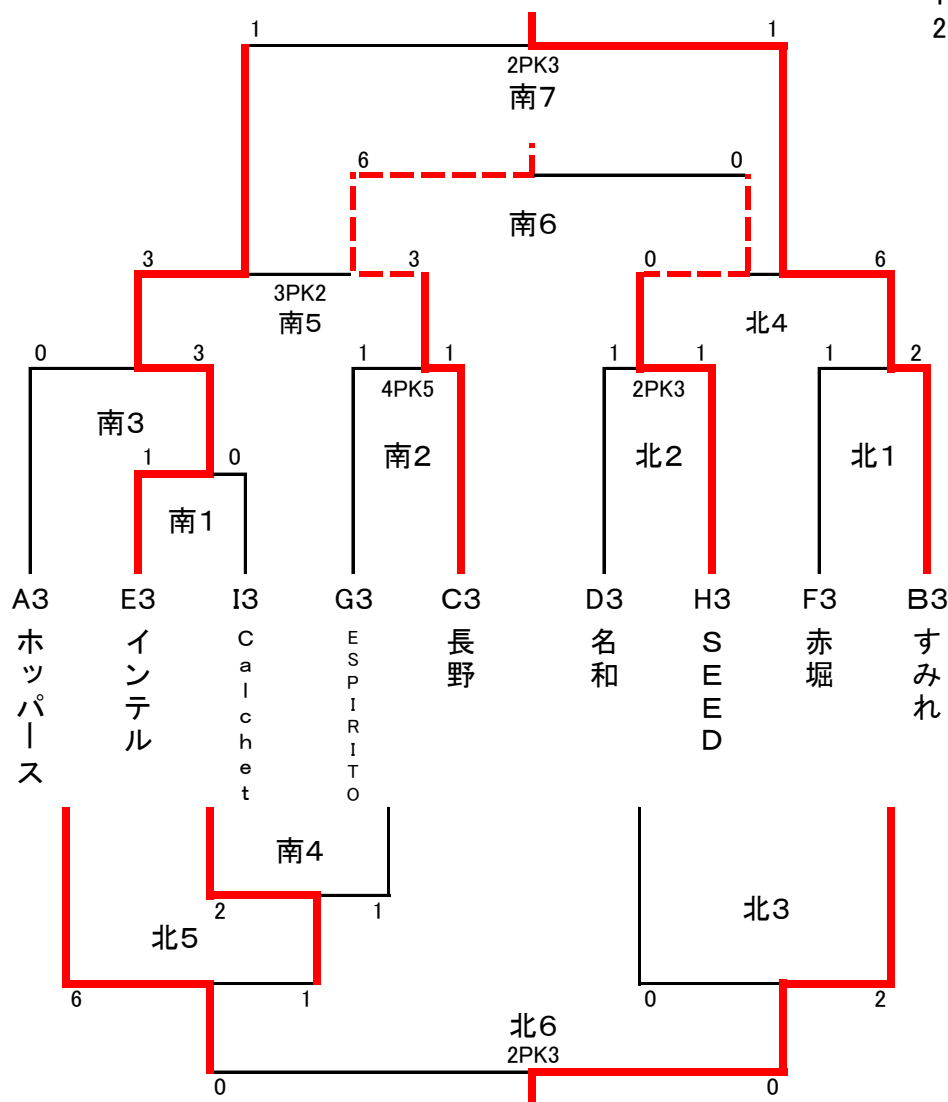 2
1 1
2PK3
南7
6 0
南6
3 3 0 6
3PK2
南5 北4
0 3 1 1 1 1 1 2
4PK5 2PK3
南3 南2 北2 北1
1 0
南1
A3 E3 I3 G3 C3 D3 H3 F3 B3
ホッパース
インテル
Calchet
ESPIRITO
長野
名和
SEED
赤堀
すみれ
南4
2 1
北5 北3
6 1 0 2
北6
2PK3
0 0